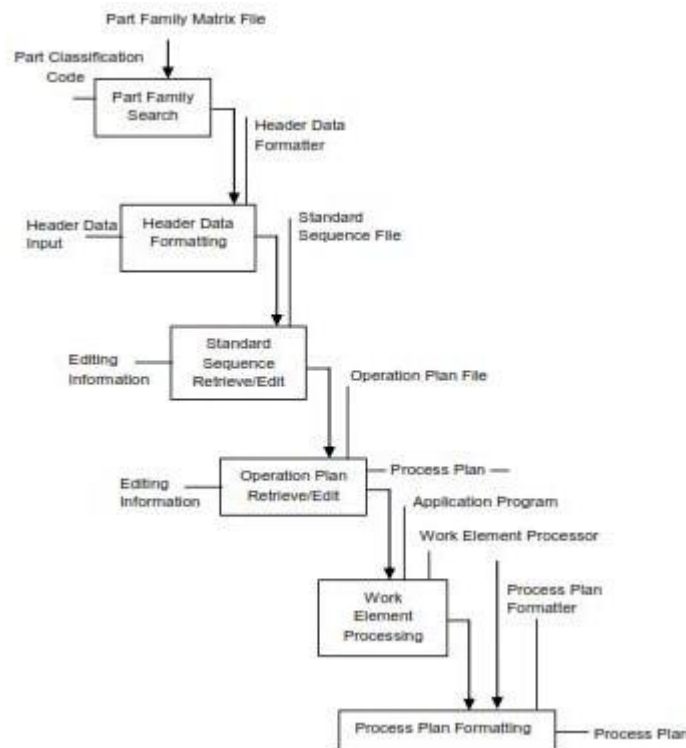 Part Family Matrix File
Part Classification
Code
Part Family
Search
Header Data
Formatter
Header Data
Input
Header Data
Formatting
Standard
Sequence File
Editing
Information
Standard
Sequence
Retrieve/Edit
Operation Plan File
Editing
Information
Operation Plan
Retrieve/Edit
Process Plan
Application Program
Work Element Processor
Work
Element
Processing
Process Plan
Formatter
Process Plan Formatting
Process Plan